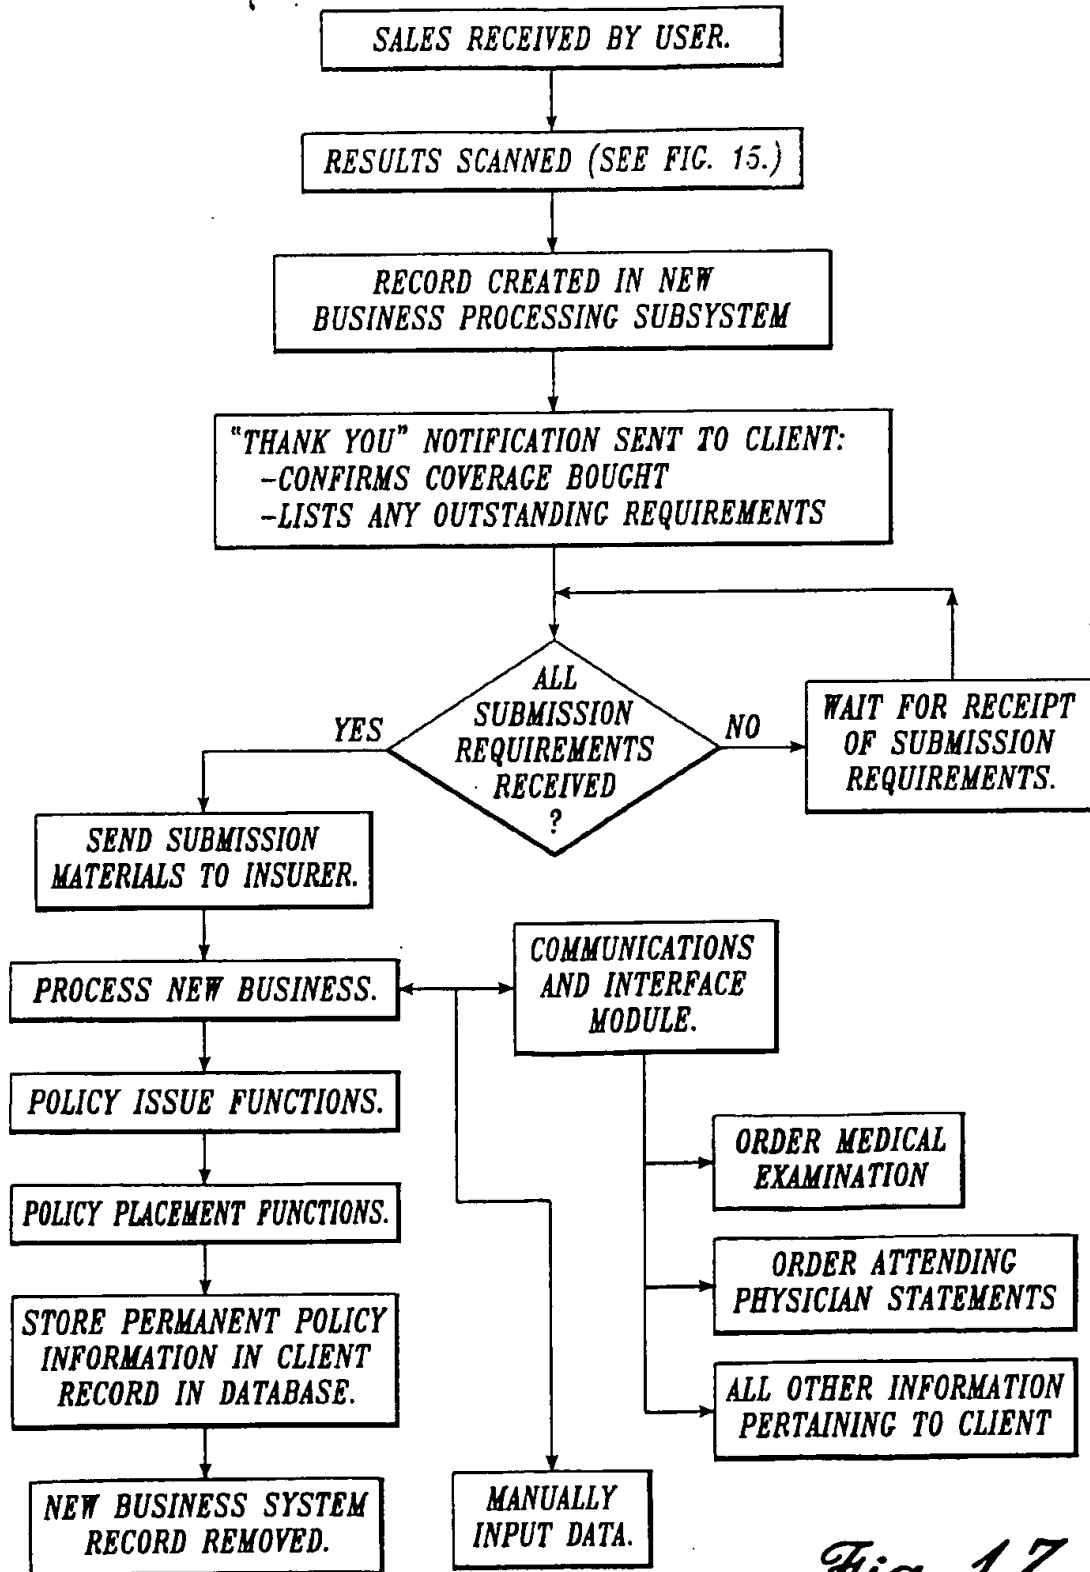 SALES RECEIVED BY USER.
RESULTS SCANNED (SEE FIG. 15.)
RECORD CREATED IN NEW
BUSINESS PROCESSING SUBSYSTEM
"THANK YOU" NOTIFICATION SENT TO CLIENT:
-CONFIRMS COVERAGE BOUGHT
-LISTS ANY OUTSTANDING REQUIREMENTS
ALL
SUBMISSION
REQUIREMENTS
RECEIVED
?
YES
NO
WAIT FOR RECEIPT
OF SUBMISSION
REQUIREMENTS.
SEND SUBMISSION
MATERIALS TO INSURER.
PROCESS NEW BUSINESS.
COMMUNICATIONS
AND INTERFACE
MODULE.
POLICY ISSUE FUNCTIONS.
ORDER MEDICAL
EXAMINATION
POLICY PLACEMENT FUNCTIONS.
ORDER ATTENDING
PHYSICIAN STATEMENTS
STORE PERMANENT POLICY
INFORMATION IN CLIENT
RECORD IN DATABASE.
ALL OTHER INFORMATION
PERTAINING TO CLIENT
NEW BUSINESS SYSTEM
RECORD REMOVED.
MANUALLY
INPUT DATA.
Fig. 17